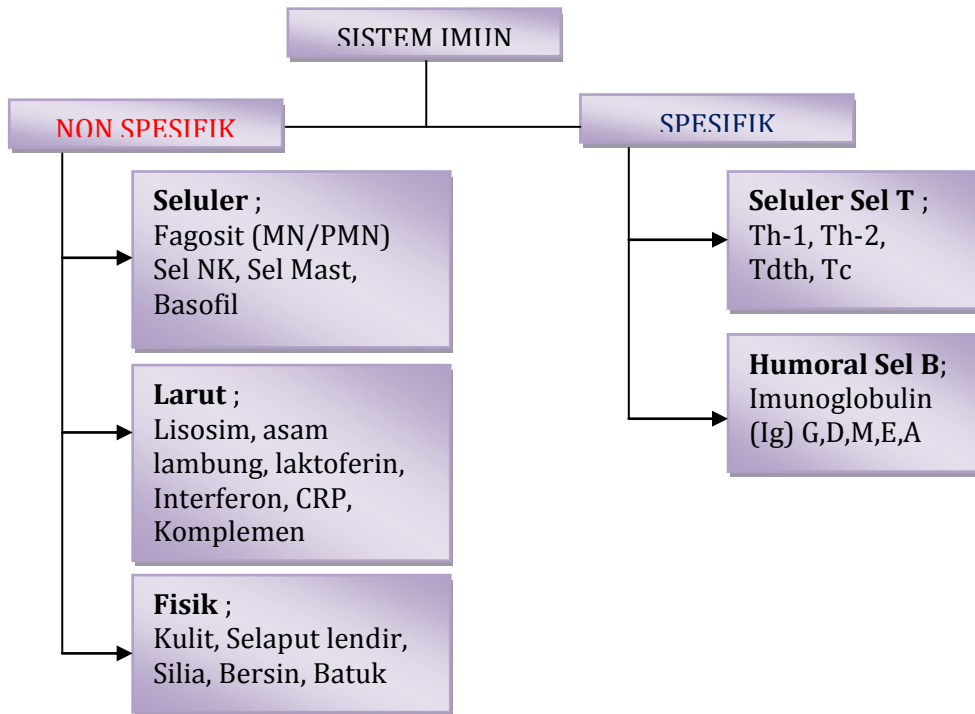 SISTEM IMUN
NON SPESIFIK
SPESIFIK
Seluler ;
Fagosit (MN/PMN)
Sel NK, Sel Mast,
Basofil
Larut ;
Lisosim, asam
lambung, laktoferin,
Interferon, CRP,
Komplemen
Fisik ;
Kulit, Selaput lendir,
Silia, Bersin, Batuk
Seluler Sel T ;
Th-1, Th-2,
Tdth, Tc
Humoral Sel B;
Imunoglobulin
(Ig) G,D,M,E,A